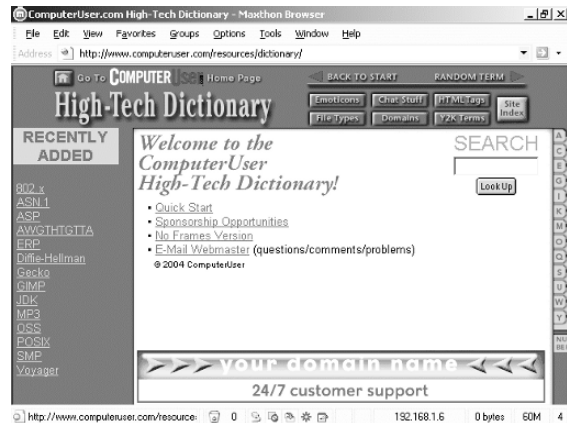 ComputerUser.com High-Tech Dictionary - Maxthon Browser
File Edit View Favorites Groups Options Tools Window Help
Address http://www.computeruser.com/resources/dictionary/
Go To COMPUTER USER Home Page
BACK TO START RANDOM TERM
High-Tech Dictionary
Emoticons Chat Stuff HTML Tags Site Index
File Types Domains Y2K Terms
RECENTLY
ADDED
802.x
ASN 1
ASP
AWGTHTGTTA
ERP
Diffie-Hellman
Gecko
GIMP
JDK
MP3
OSS
POSIX
SMP
Voyager
Welcome to the
ComputerUser
High-Tech Dictionary!
Quick Start
Sponsorship Opportunities
No Frames Version
E-Mail Webmaster (questions/comments/problems)
© 2004 ComputerUser
SEARCH
Look Up
A
C
E
G
I
K
M
O
Q
S
U
W
Y
your domain name
24/7 customer support
http://www.computeruser.com/resource: 0 192.168.1.6 0 bytes 60M 4